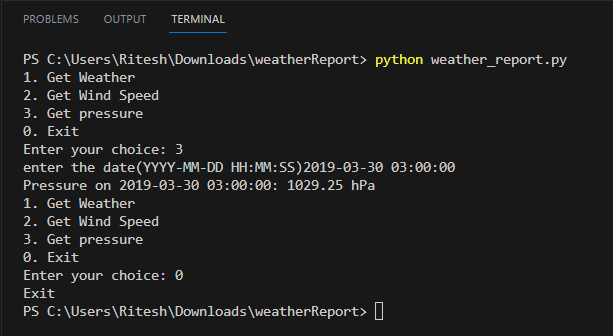 PROBLEMS OUTPUT TERMINAL
PS C:\Users\Ritesh\Downloads\weatherReport> python weather_report.py
1. Get Weather
2. Get Wind Speed
3. Get pressure
0. Exit
Enter your choice: 3
enter the date(YYYY-MM-DD HH:MM:SS)2019-03-30 03:00:00
Pressure on 2019-03-30 03:00:00: 1029.25 hPa
1. Get Weather
2. Get Wind Speed
3. Get pressure
0. Exit
Enter your choice: 0
Exit
PS C:\Users\Ritesh\Downloads\weatherReport>